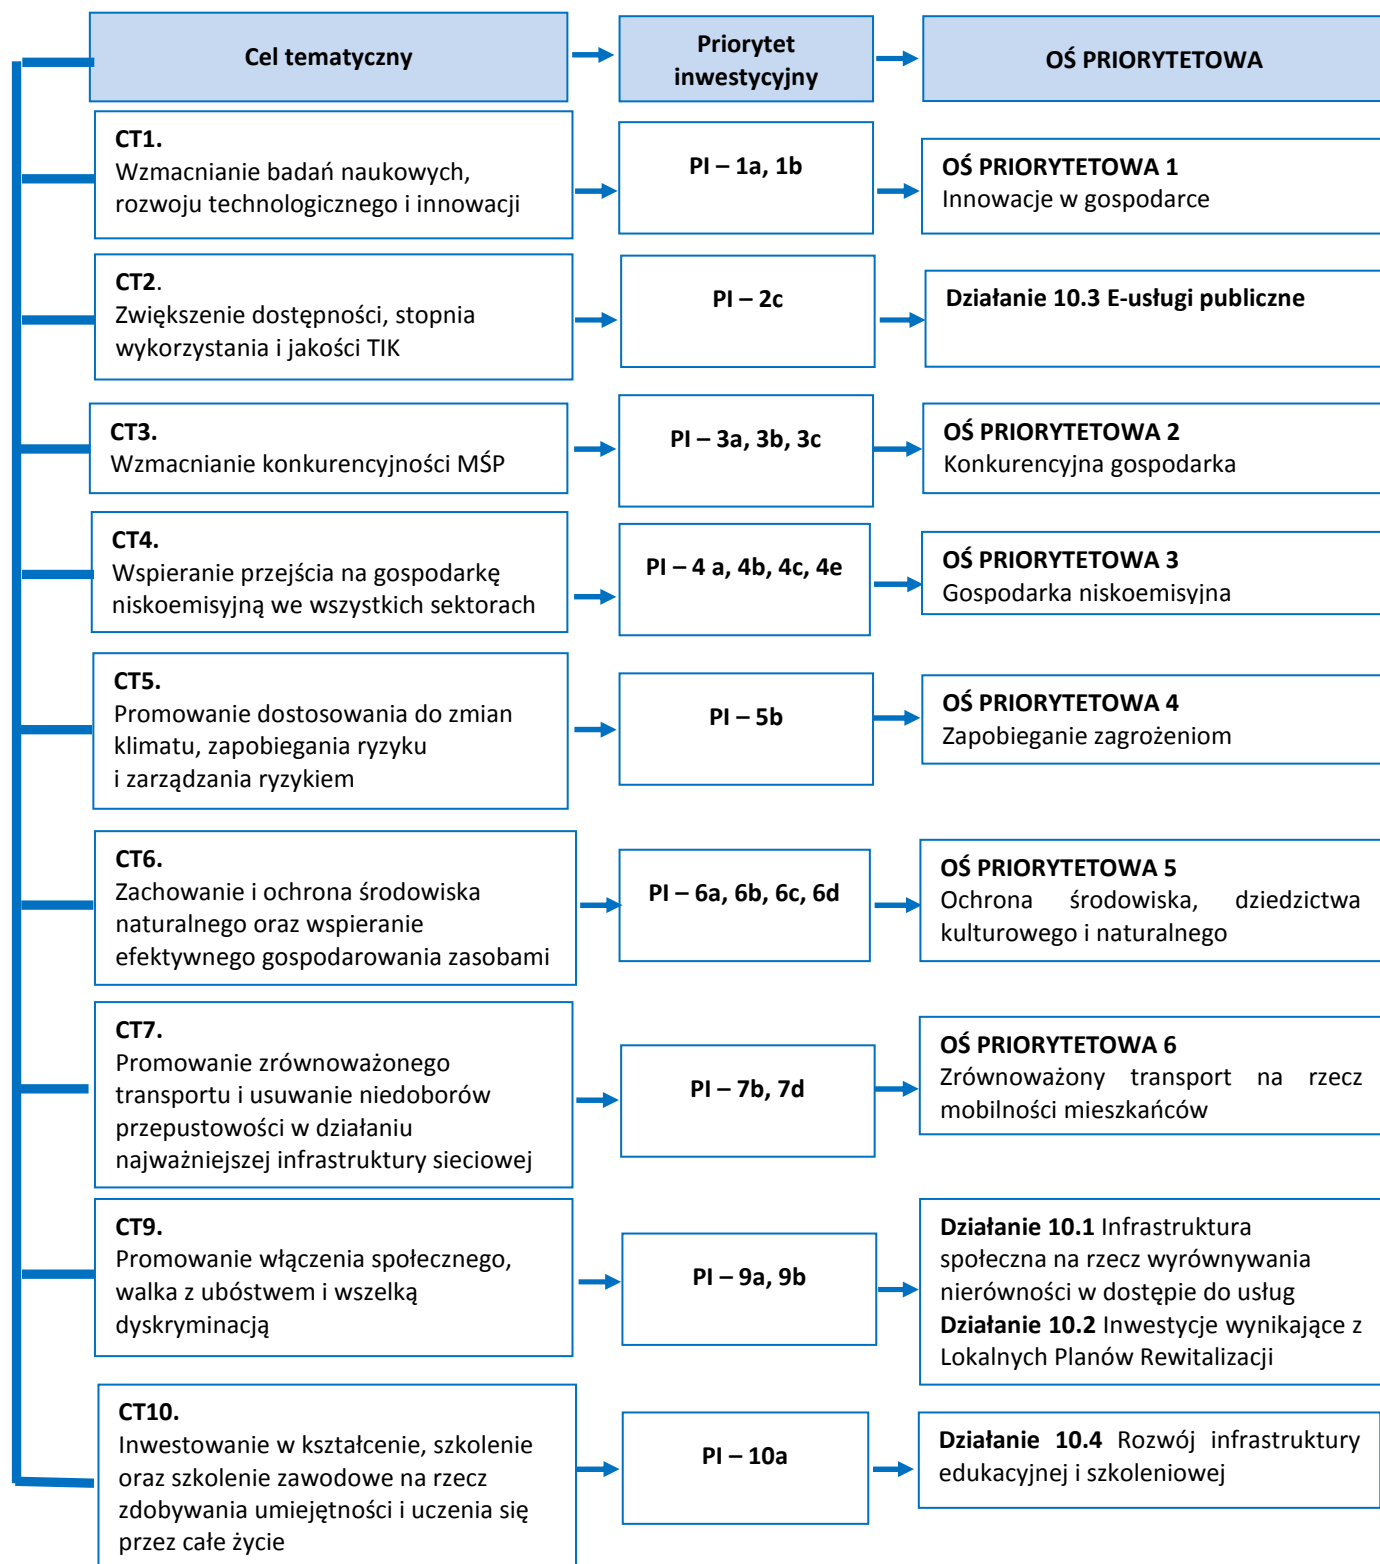 Cel tematyczny
Priorytet
inwestycyjny
OŚ PRIORYTETOWA
CT1.
Wzmacnianie badań naukowych,
rozwoju technologicznego i innowacji
PI – 1a, 1b
OŚ PRIORYTETOWA 1
Innowacje w gospodarce
CT2.
Zwiększenie dostępności, stopnia
wykorzystania i jakości TIK
PI – 2c
Działanie 10.3 E-usługi publiczne
CT3.
Wzmacnianie konkurencyjności MŚP
PI – 3a, 3b, 3c
OŚ PRIORYTETOWA 2
Konkurencyjna gospodarka
CT4.
Wspieranie przejścia na gospodarkę
niskoemisyjną we wszystkich sektorach
PI – 4 a, 4b, 4c, 4e
OŚ PRIORYTETOWA 3
Gospodarka niskoemisyjna
CT5.
Promowanie dostosowania do zmian
klimatu, zapobiegania ryzyku
i zarządzania ryzykiem
PI – 5b
OŚ PRIORYTETOWA 4
Zapobieganie zagrożeniom
CT6.
Zachowanie i ochrona środowiska
naturalnego oraz wspieranie
efektywnego gospodarowania zasobami
PI – 6a, 6b, 6c, 6d
OŚ PRIORYTETOWA 5
Ochrona środowiska, dziedzictwa
kulturowego i naturalnego
CT7.
Promowanie zrównoważonego
transportu i usuwanie niedoborów
przepustowości w działaniu
najważniejszej infrastruktury sieciowej
PI – 7b, 7d
OŚ PRIORYTETOWA 6
Zrównoważony transport na rzecz
mobilności mieszkańców
CT9.
Promowanie włączenia społecznego,
walka z ubóstwem i wszelką
dyskryminacją
PI – 9a, 9b
Działanie 10.1 Infrastruktura
społeczna na rzecz wyrównywania
nierówności w dostępie do usług
Działanie 10.2 Inwestycje wynikające z
Lokalnych Planów Rewitalizacji
CT10.
Inwestowanie w kształcenie, szkolenie
oraz szkolenie zawodowe na rzecz
zdobywania umiejętności i uczenia się
przez całe życie
PI – 10a
Działanie 10.4 Rozwój infrastruktury
edukacyjnej i szkoleniowej